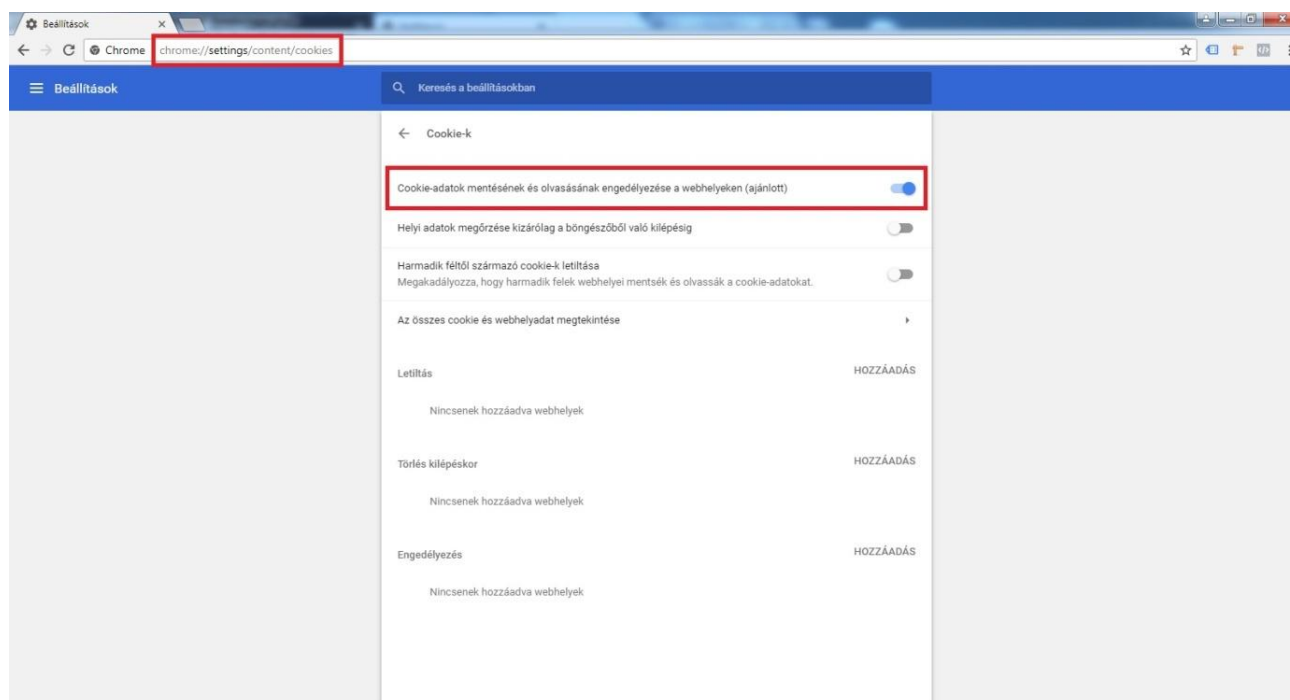 Beállítások
Chrome chrome://settings/content/cookies
Beállítások
Keresés a beállításokban
Cookie-k
Cookie-adatok mentésének és olvasásának engedélyezése a webhelyeken (ajánlott)
Helyi adatok megőrzése kizárólag a böngészőből való kilépésig
Harmadik féltől származó cookie-k letiltása
Megakadályozza, hogy harmadik felek webhelyei mentsék és olvassák a cookie-adatokat.
Az összes cookie és webhelyadat megtekintése
Letiltás HOZZÁADÁS
Nincsenek hozzáadva webhelyek
Törlés kilépéskor HOZZÁADÁS
Nincsenek hozzáadva webhelyek
Engedélyezés HOZZÁADÁS
Nincsenek hozzáadva webhelyek